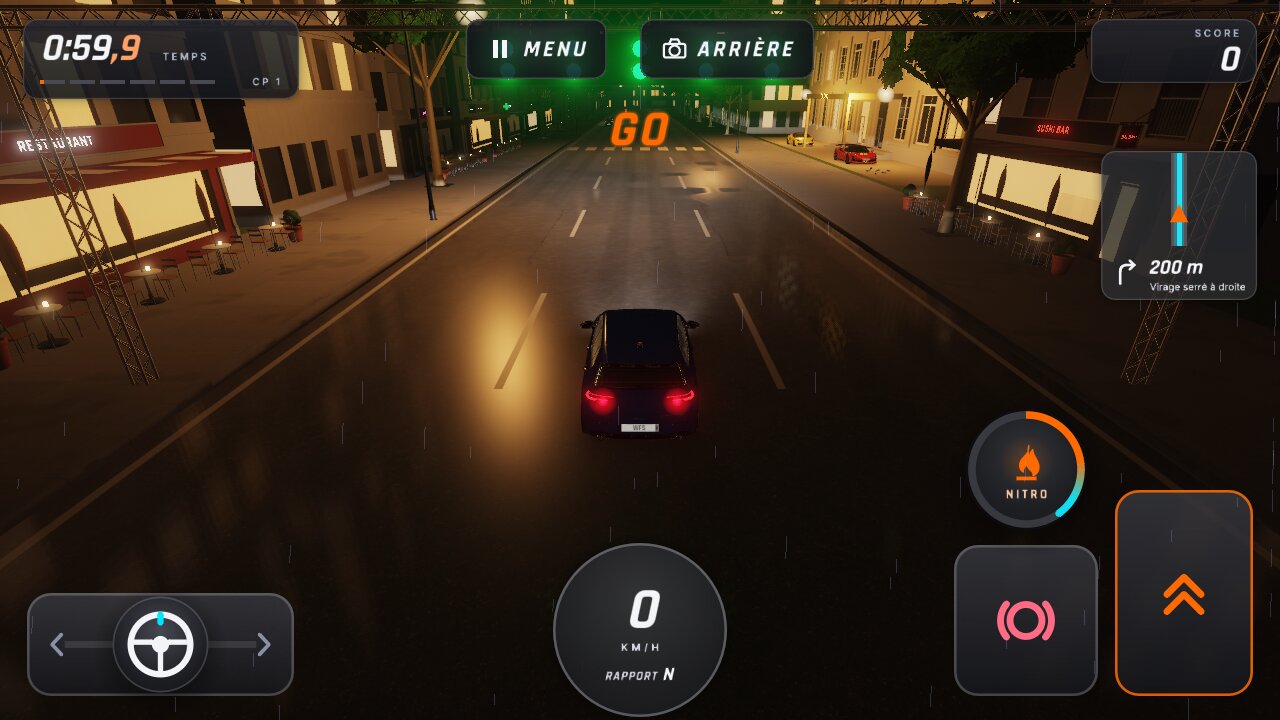 0:59,9 TEMPS
CP 1
MENU
ARRIÈRE
SCORE
0
GO
RESTAURANT
SUSHI BAR
200 m
Virage serré à droite
WFS
NITRO
0
KM/H
RAPPORT N